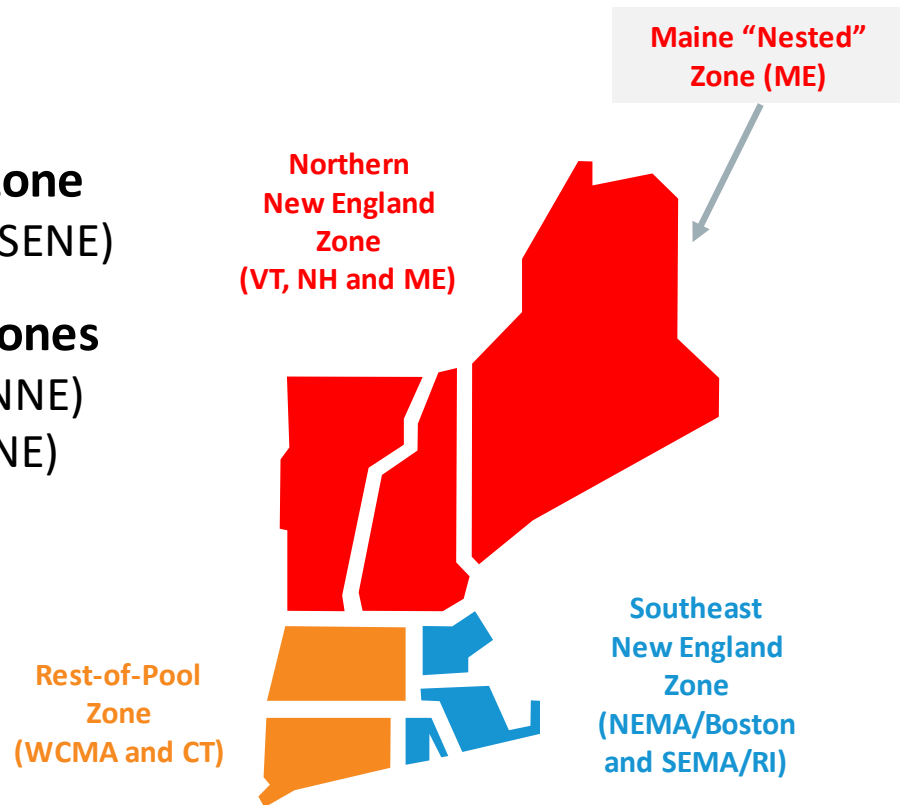 Maine “Nested”
Zone (ME)
one
SENE)
ones
NNE)
NE)
Northern
New England
Zone
(VT, NH and ME)
Rest-of-Pool
Zone
(WCMA and CT)
Southeast
New England
Zone
(NEMA/Boston
and SEMA/RI)